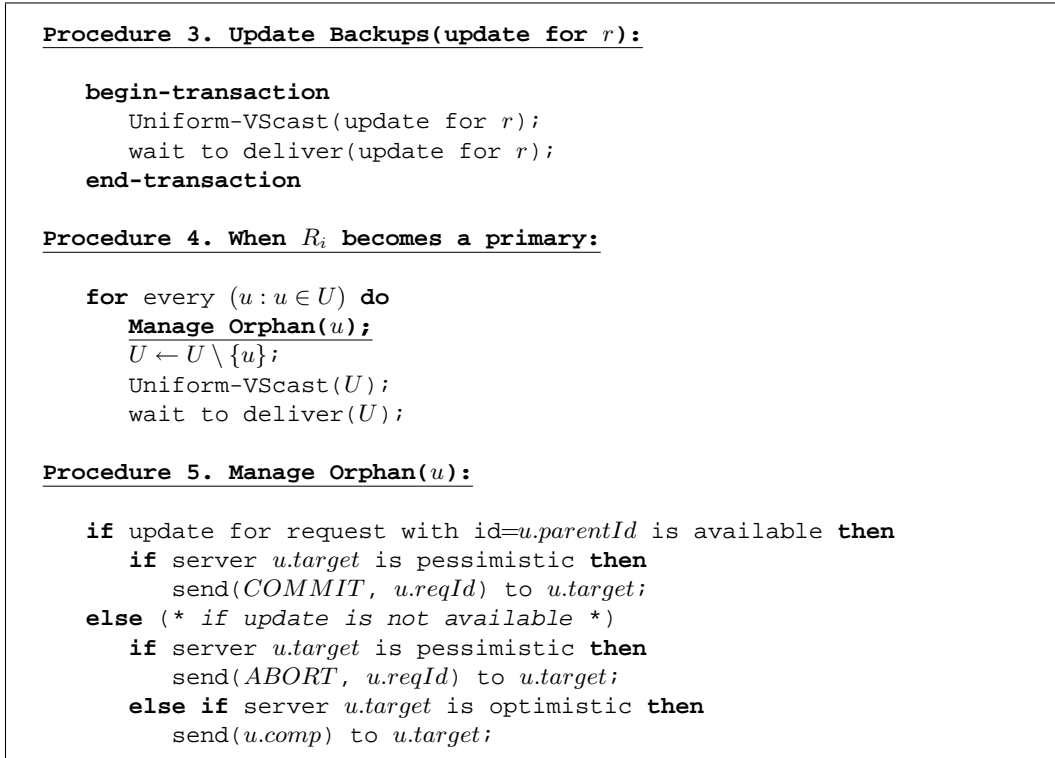 Procedure 3. Update Backups(update for r):
begin-transaction
Uniform-VScast(update for r);
wait to deliver(update for r);
end-transaction
Procedure 4. When R_i becomes a primary:
for every (u : u ∈ U) do
Manage Orphan(u);
U ← U \ {u};
Uniform-VScast(U);
wait to deliver(U);
Procedure 5. Manage Orphan(u):
if update for request with id=u.parentId is available then
if server u.target is pessimistic then
send(COMMIT, u.reqId) to u.target;
else (* if update is not available *)
if server u.target is pessimistic then
send(ABORT, u.reqId) to u.target;
else if server u.target is optimistic then
send(u.comp) to u.target;